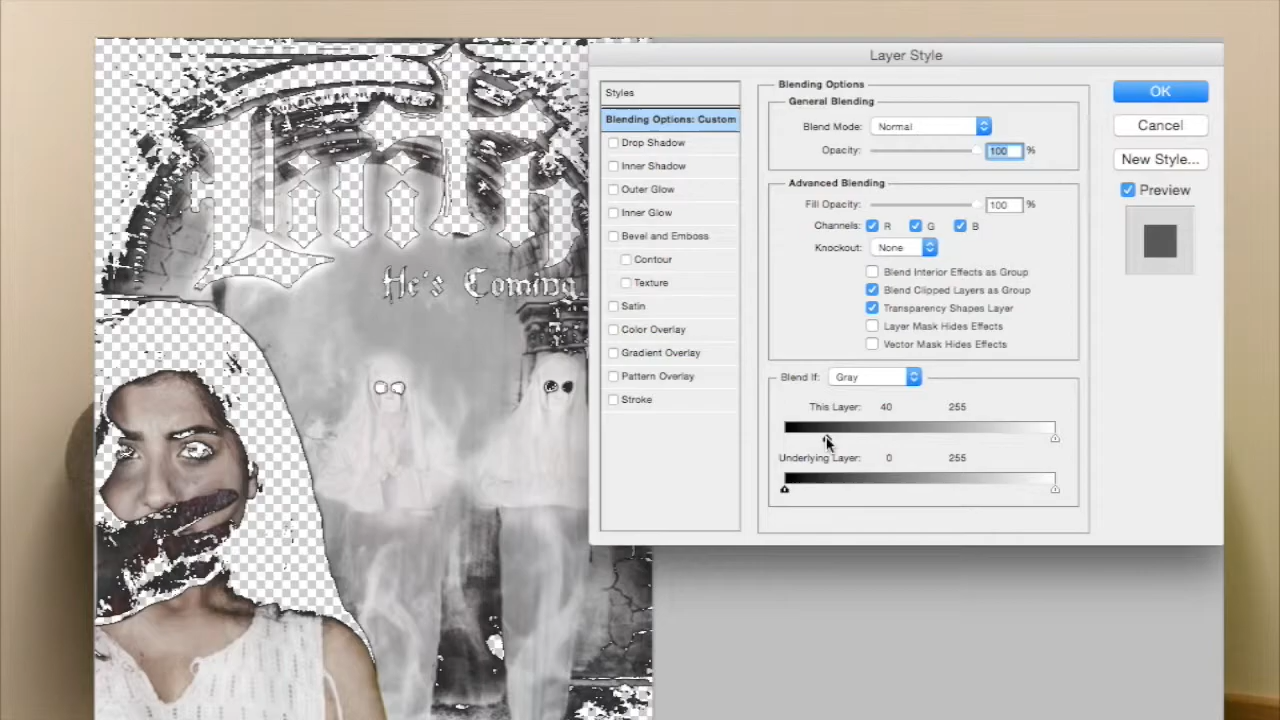 Layer Style
Styles
Blending Options: Custom
Drop Shadow
Inner Shadow
Outer Glow
Inner Glow
Bevel and Emboss
Contour
Texture
Satin
Color Overlay
Gradient Overlay
Pattern Overlay
Stroke
Blending Options
General Blending
Blend Mode: Normal
Opacity: 100 %
Advanced Blending
Fill Opacity: 100 %
Channels: R G B
Knockout: None
Blend Interior Effects as Group
Blend Clipped Layers as Group
Transparency Shapes Layer
Layer Mask Hides Effects
Vector Mask Hides Effects
Blend If: Gray
This Layer: 40 255
Underlying Layer: 0 255
OK
Cancel
New Style...
Preview
He's Coming